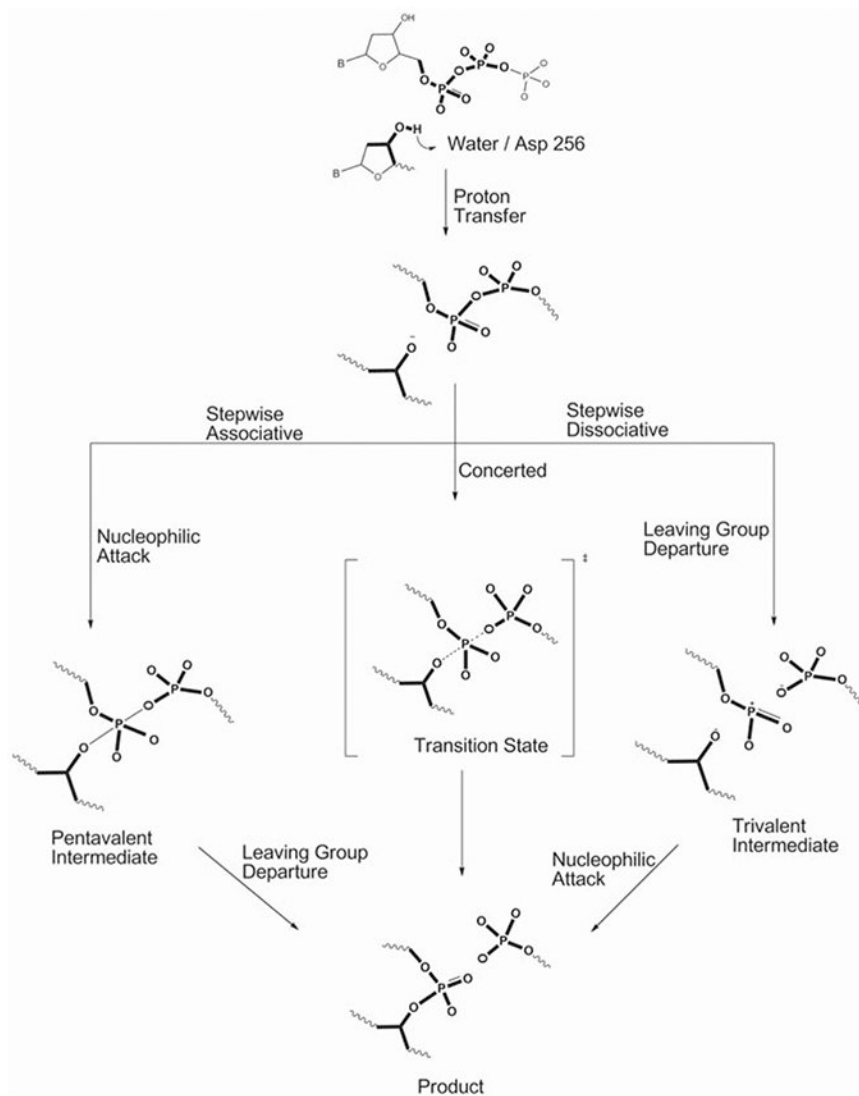 OH
B
O
O
O
P
O
O
O
P
O
O
O
P
O
O
O
O-H
B
O
Water / Asp 256
Proton
Transfer
O
O
P
O
O
O
P
O
O
O
-
Stepwise
Associative
Stepwise
Dissociative
Concerted
Nucleophilic
Attack
Leaving Group
Departure
‡
O
O
P
O
O
O
P
O
O
O
Transition State
O
O
P
O
O
O
P
O
O
O
Pentavalent
Intermediate
O
O
P
O
O
O
P
O
O
O
Trivalent
Intermediate
Leaving Group
Departure
Nucleophilic
Attack
O
O
P
O
O
O
P
O
O
O
Product